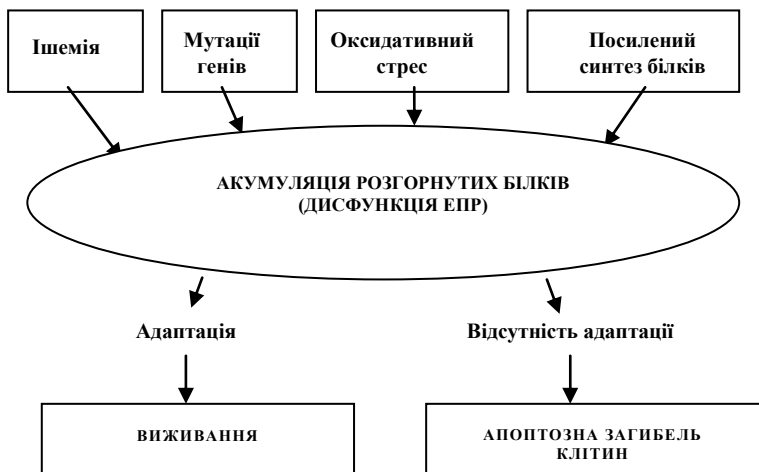 Ішемія
Мутації
генів
Оксидативний
стрес
Посилений
синтез білків
АКУМУЛЯЦІЯ РОЗГОРНУТИХ БІЛКІВ
(ДИСФУНКЦІЯ ЕПР)
Адаптація
Відсутність адаптації
ВИЖИВАННЯ
АПОПТОЗНА ЗАГИБЕЛЬ
КЛІТИН